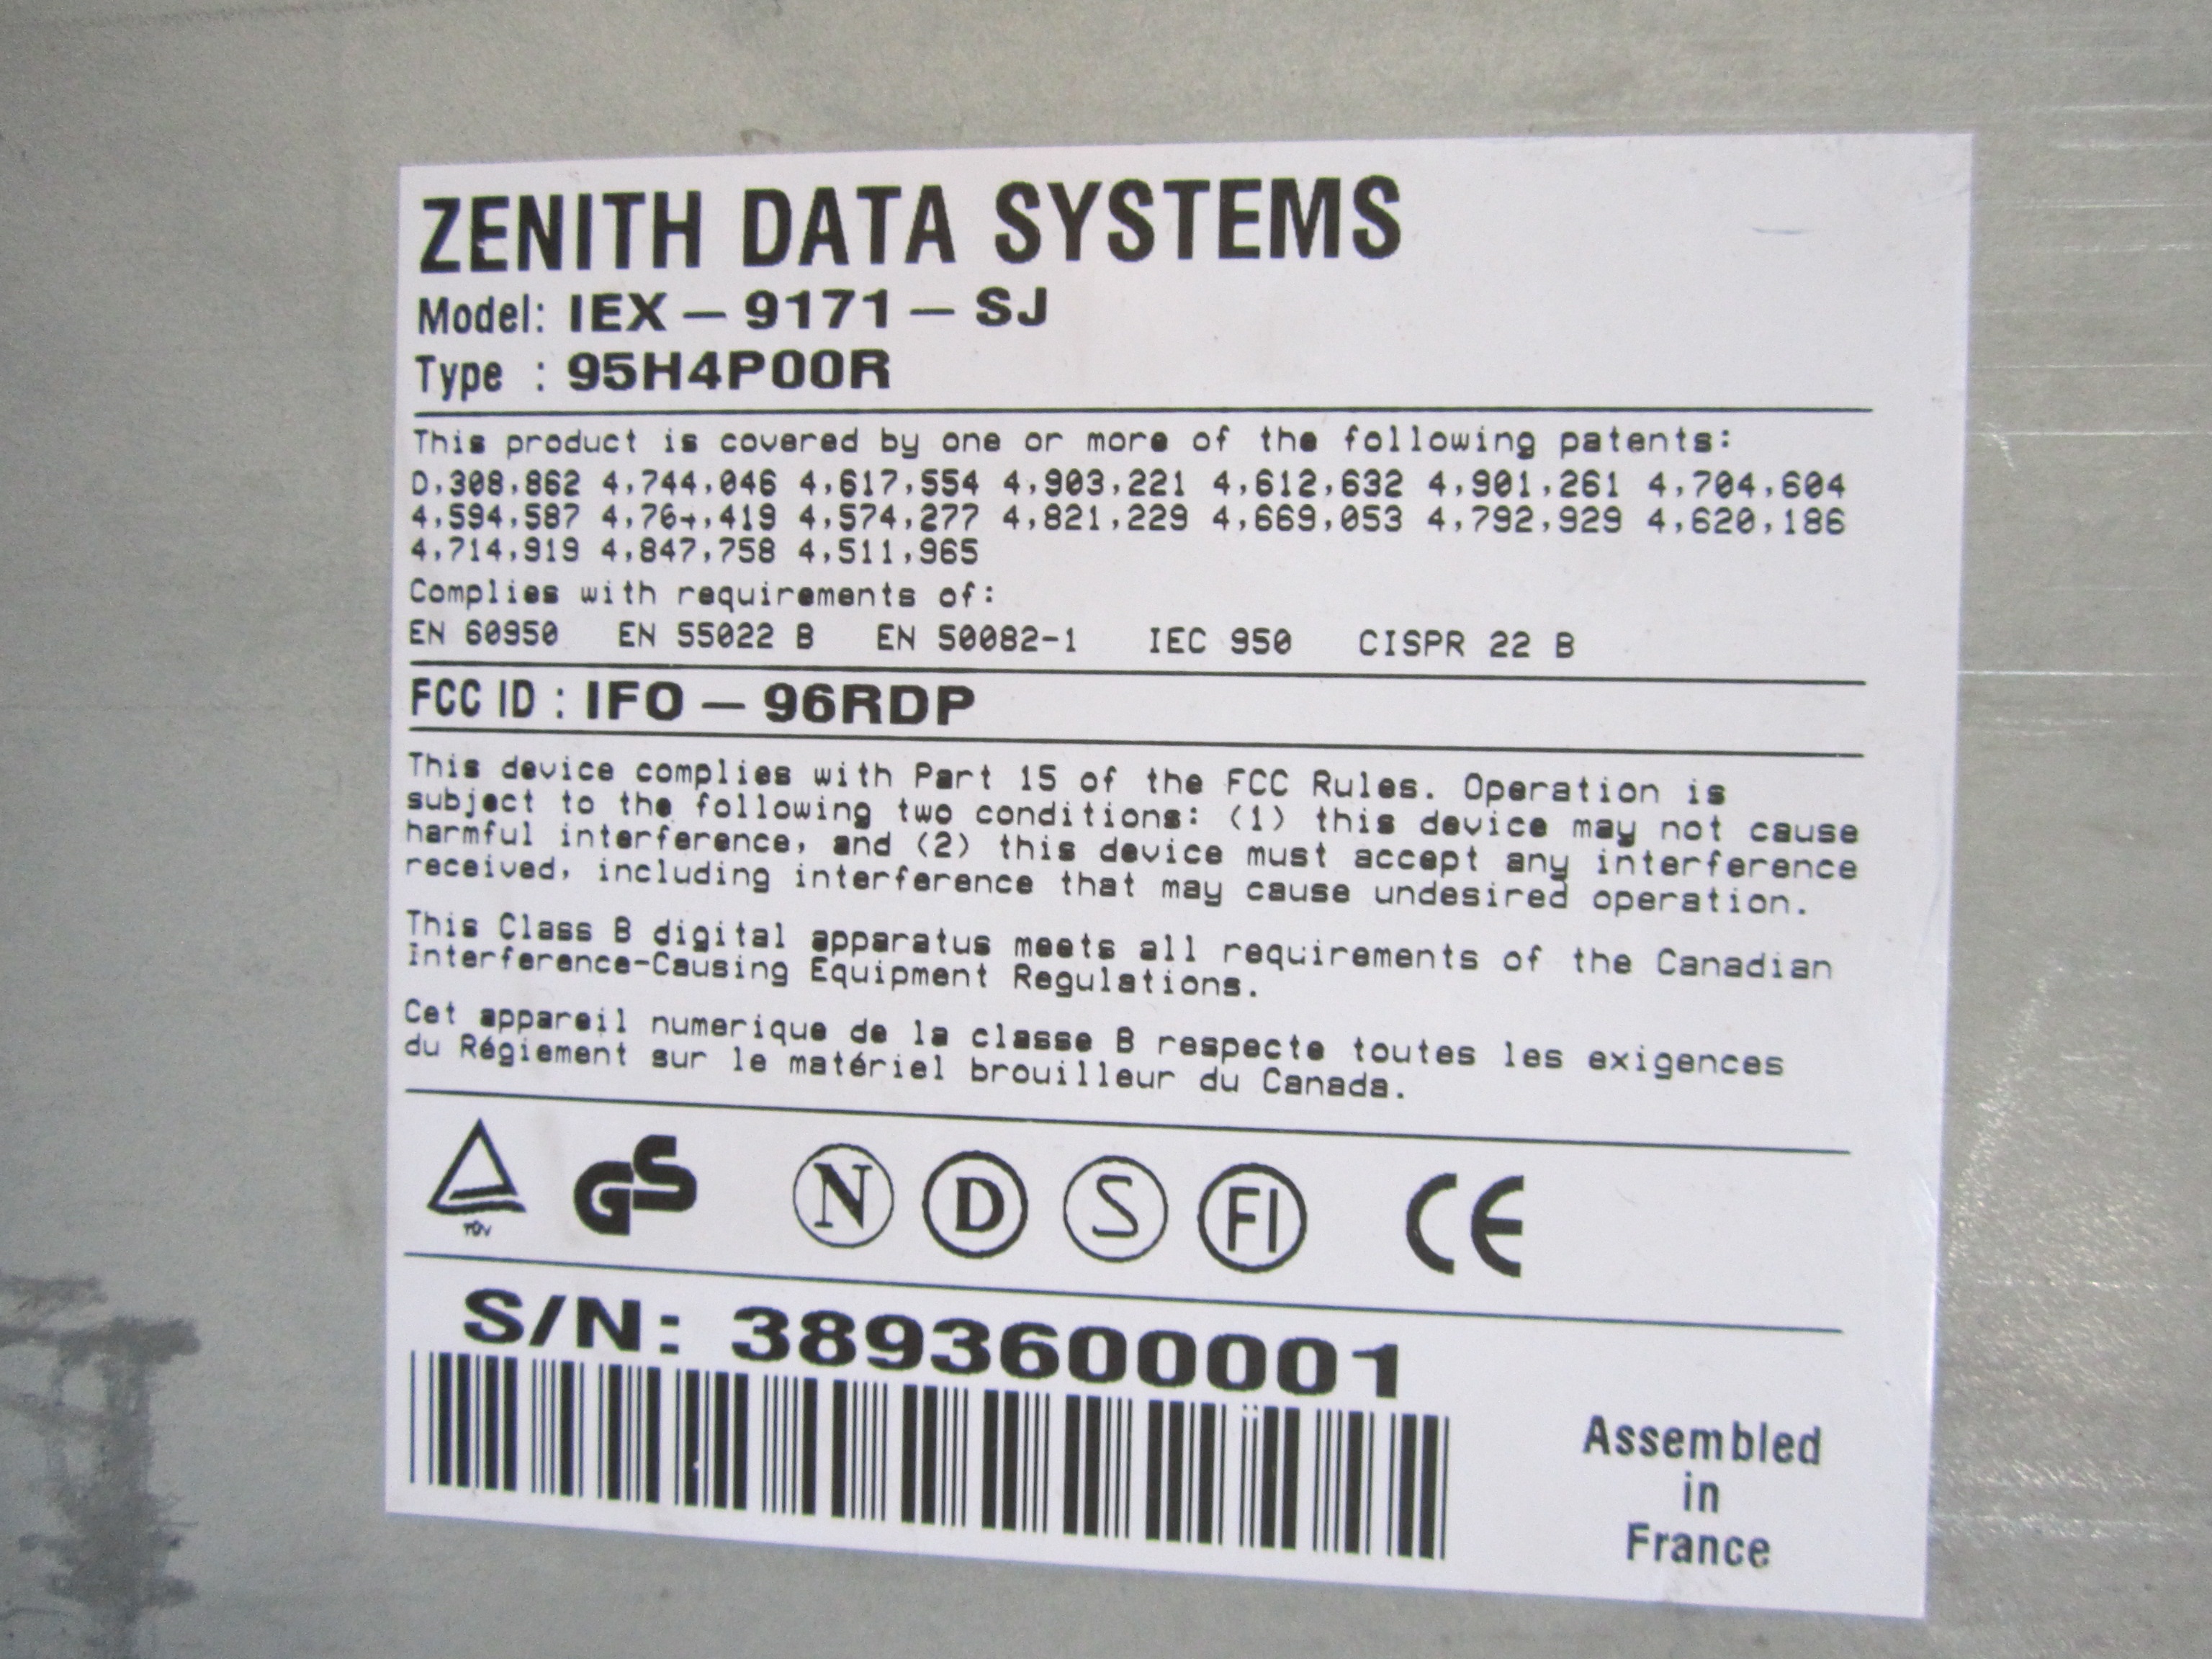 ZENITH DATA SYSTEMS
Model: IEX – 9171 – SJ
Type : 95H4P00R
This product is covered by one or more of the following patents:
D,308,862 4,744,046 4,617,554 4,903,221 4,612,632 4,901,261 4,704,604
4,594,587 4,764,419 4,574,277 4,821,229 4,669,053 4,792,929 4,620,186
4,714,919 4,847,758 4,511,965
Complies with requirements of:
EN 60950 EN 55022 B EN 50082-1 IEC 950 CISPR 22 B
FCC ID : IFO – 96RDP
This device complies with Part 15 of the FCC Rules. Operation is
subject to the following two conditions: (1) this device may not cause
harmful interference, and (2) this device must accept any interference
received, including interference that may cause undesired operation.
This Class B digital apparatus meets all requirements of the Canadian
Interference-Causing Equipment Regulations.
Cet appareil numerique de la classe B respecte toutes les exigences
du Régiement sur le matériel brouilleur du Canada.
TÜV GS N D S FI CE
S/N: 3893600001
Assembled
in
France